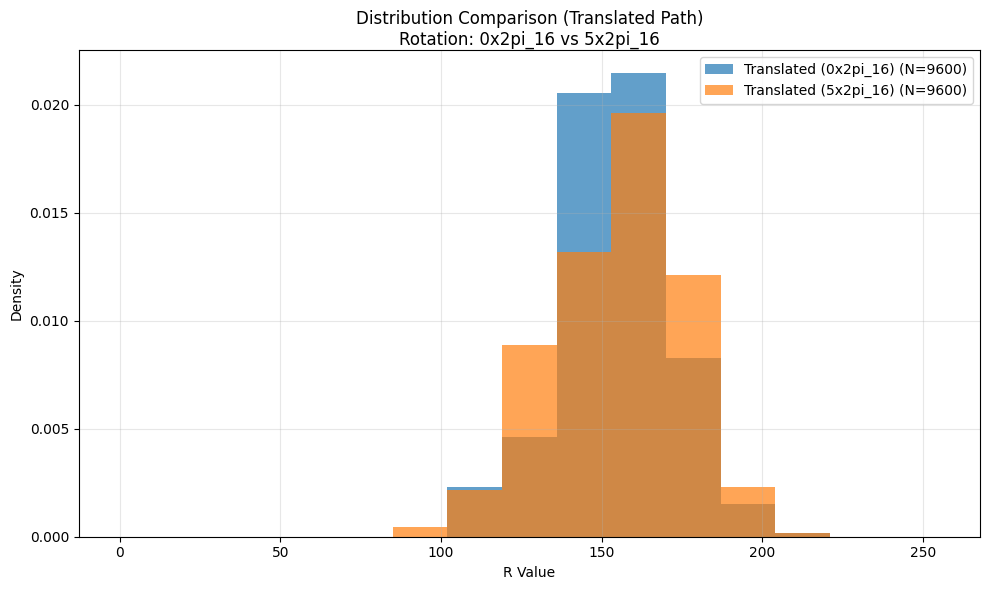 Distribution Comparison (Translated Path)
Rotation: 0x2pi_16 vs 5x2pi_16
Translated (0x2pi_16) (N=9600)
Translated (5x2pi_16) (N=9600)
0.020
0.015
0.010
0.005
0.000
Density
0 50 100 150 200 250
R Value